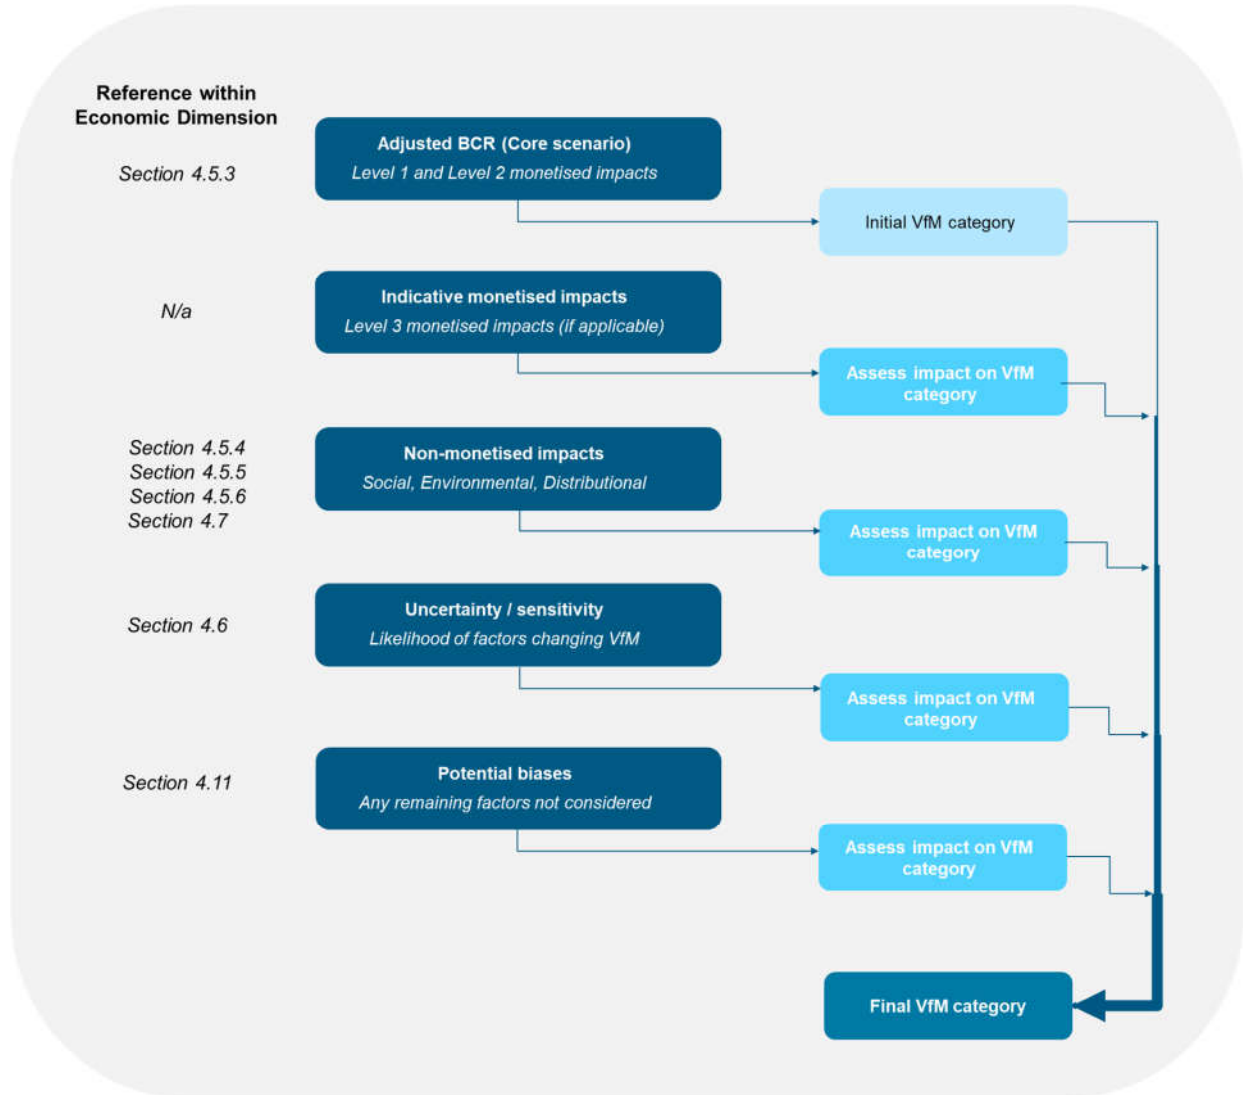 Reference within
Economic Dimension
Adjusted BCR (Core scenario)
Level 1 and Level 2 monetised impacts
Section 4.5.3
Initial VfM category
Indicative monetised impacts
Level 3 monetised impacts (if applicable)
N/a
Assess impact on VfM
category
Section 4.5.4
Section 4.5.5
Section 4.5.6
Section 4.7
Non-monetised impacts
Social, Environmental, Distributional
Assess impact on VfM
category
Uncertainty / sensitivity
Likelihood of factors changing VfM
Section 4.6
Assess impact on VfM
category
Potential biases
Any remaining factors not considered
Section 4.11
Assess impact on VfM
category
Final VfM category